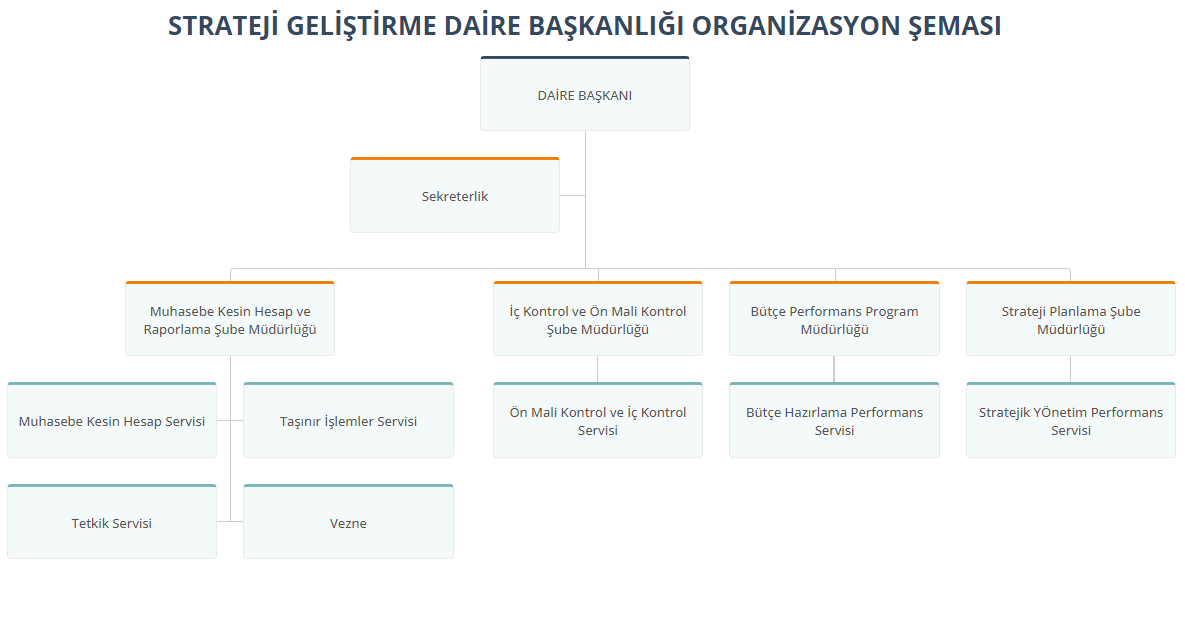 STRATEJİ GELİŞTİRME DAİRE BAŞKANLIĞI ORGANİZASYON ŞEMASI
DAİRE BAŞKANI
Sekreterlik
Muhasebe Kesin Hesap ve
Raporlama Şube Müdürlüğü
İç Kontrol ve Ön Mali Kontrol
Şube Müdürlüğü
Bütçe Performans Program
Müdürlüğü
Strateji Planlama Şube
Müdürlüğü
Muhasebe Kesin Hesap Servisi
Taşınır İşlemler Servisi
Ön Mali Kontrol ve İç Kontrol
Servisi
Bütçe Hazırlama Performans
Servisi
Stratejik YÖnetim Performans
Servisi
Tetkik Servisi
Vezne